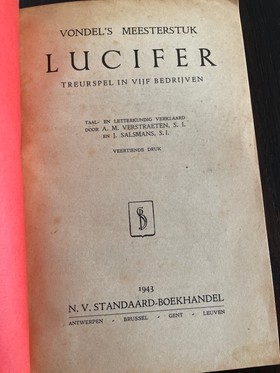 VONDEL'S MEESTERSTUK
LUCIFER
TREURSPEL IN VIJF BEDRIJVEN
TAAL- EN LETTERKUNDIG VERKLAARD
DOOR A. M. VERSTRAETEN, S. I.
EN J. SALSMANS, S. I.
VEERTIENDE DRUK
1943
N. V. STANDAARD-BOEKHANDEL
ANTWERPEN - BRUSSEL - GENT - LEUVEN